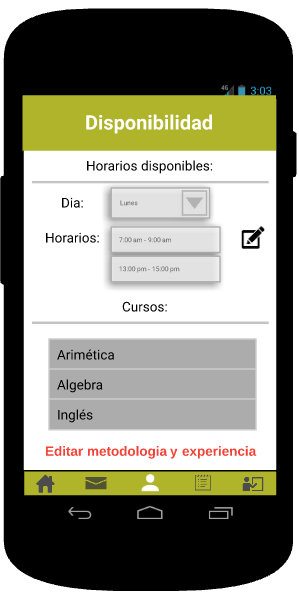 4G 3:03
Disponibilidad
Horarios disponibles:
Dia: Lunes
Horarios: 7:00 am - 9:00 am
13:00 pm - 15:00 pm
Cursos:
Arimética
Algebra
Inglés
Editar metodologia y experiencia